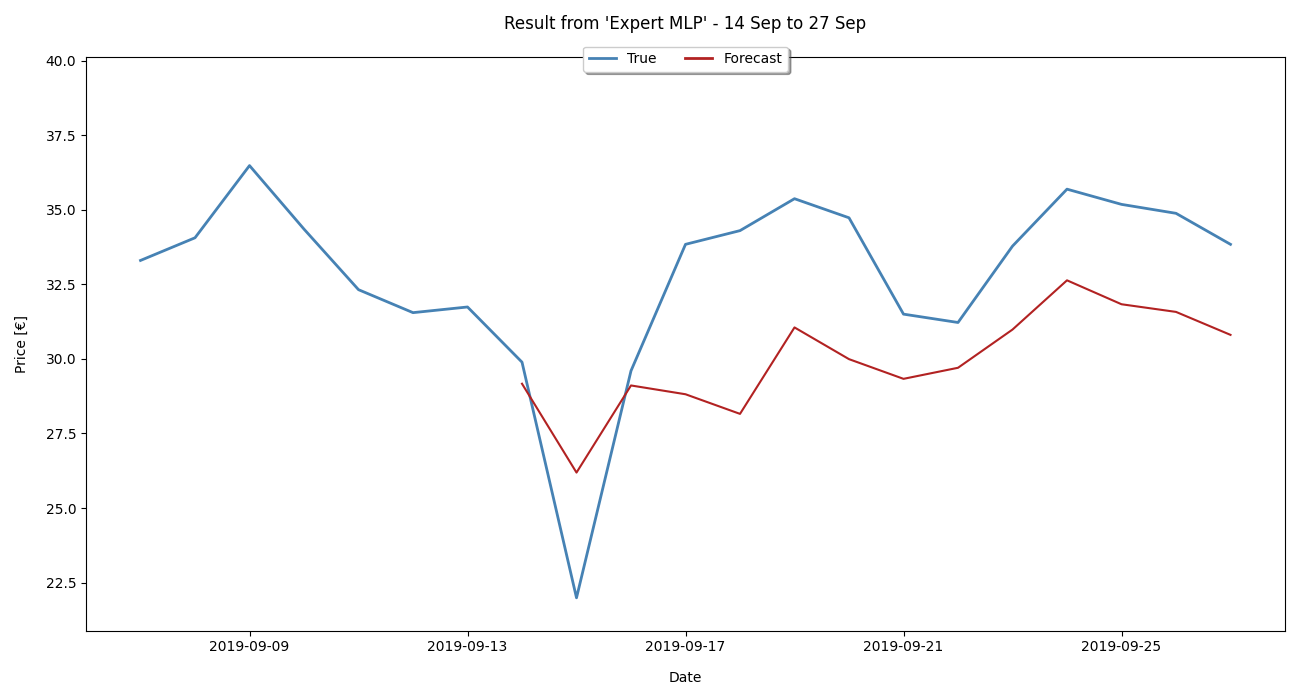 Result from 'Expert MLP' - 14 Sep to 27 Sep
True Forecast
40.0
37.5
35.0
32.5
30.0
27.5
25.0
22.5
Price [€]
2019-09-09 2019-09-13 2019-09-17 2019-09-21 2019-09-25
Date